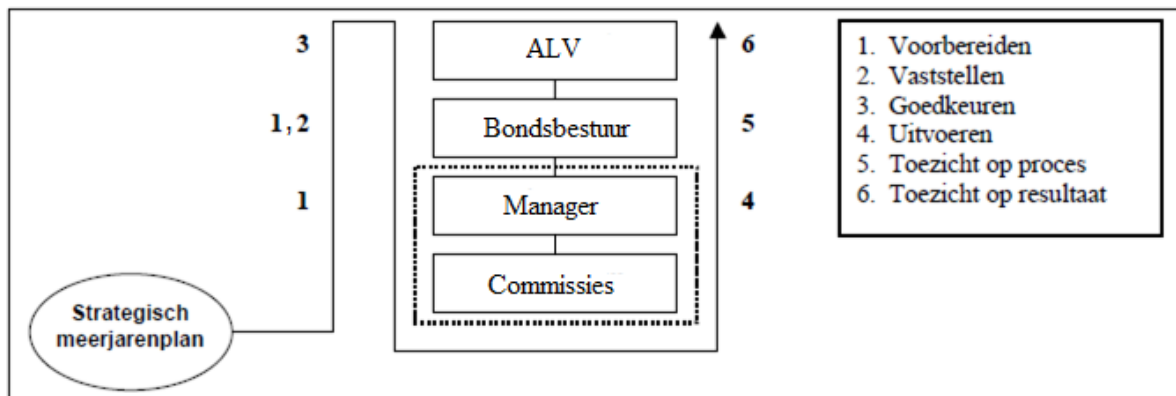 3
ALV
6
1, 2
Bondsbestuur
5
1
Manager
4
Commissies
Strategisch
meerjarenplan
1. Voorbereiden
2. Vaststellen
3. Goedkeuren
4. Uitvoeren
5. Toezicht op proces
6. Toezicht op resultaat